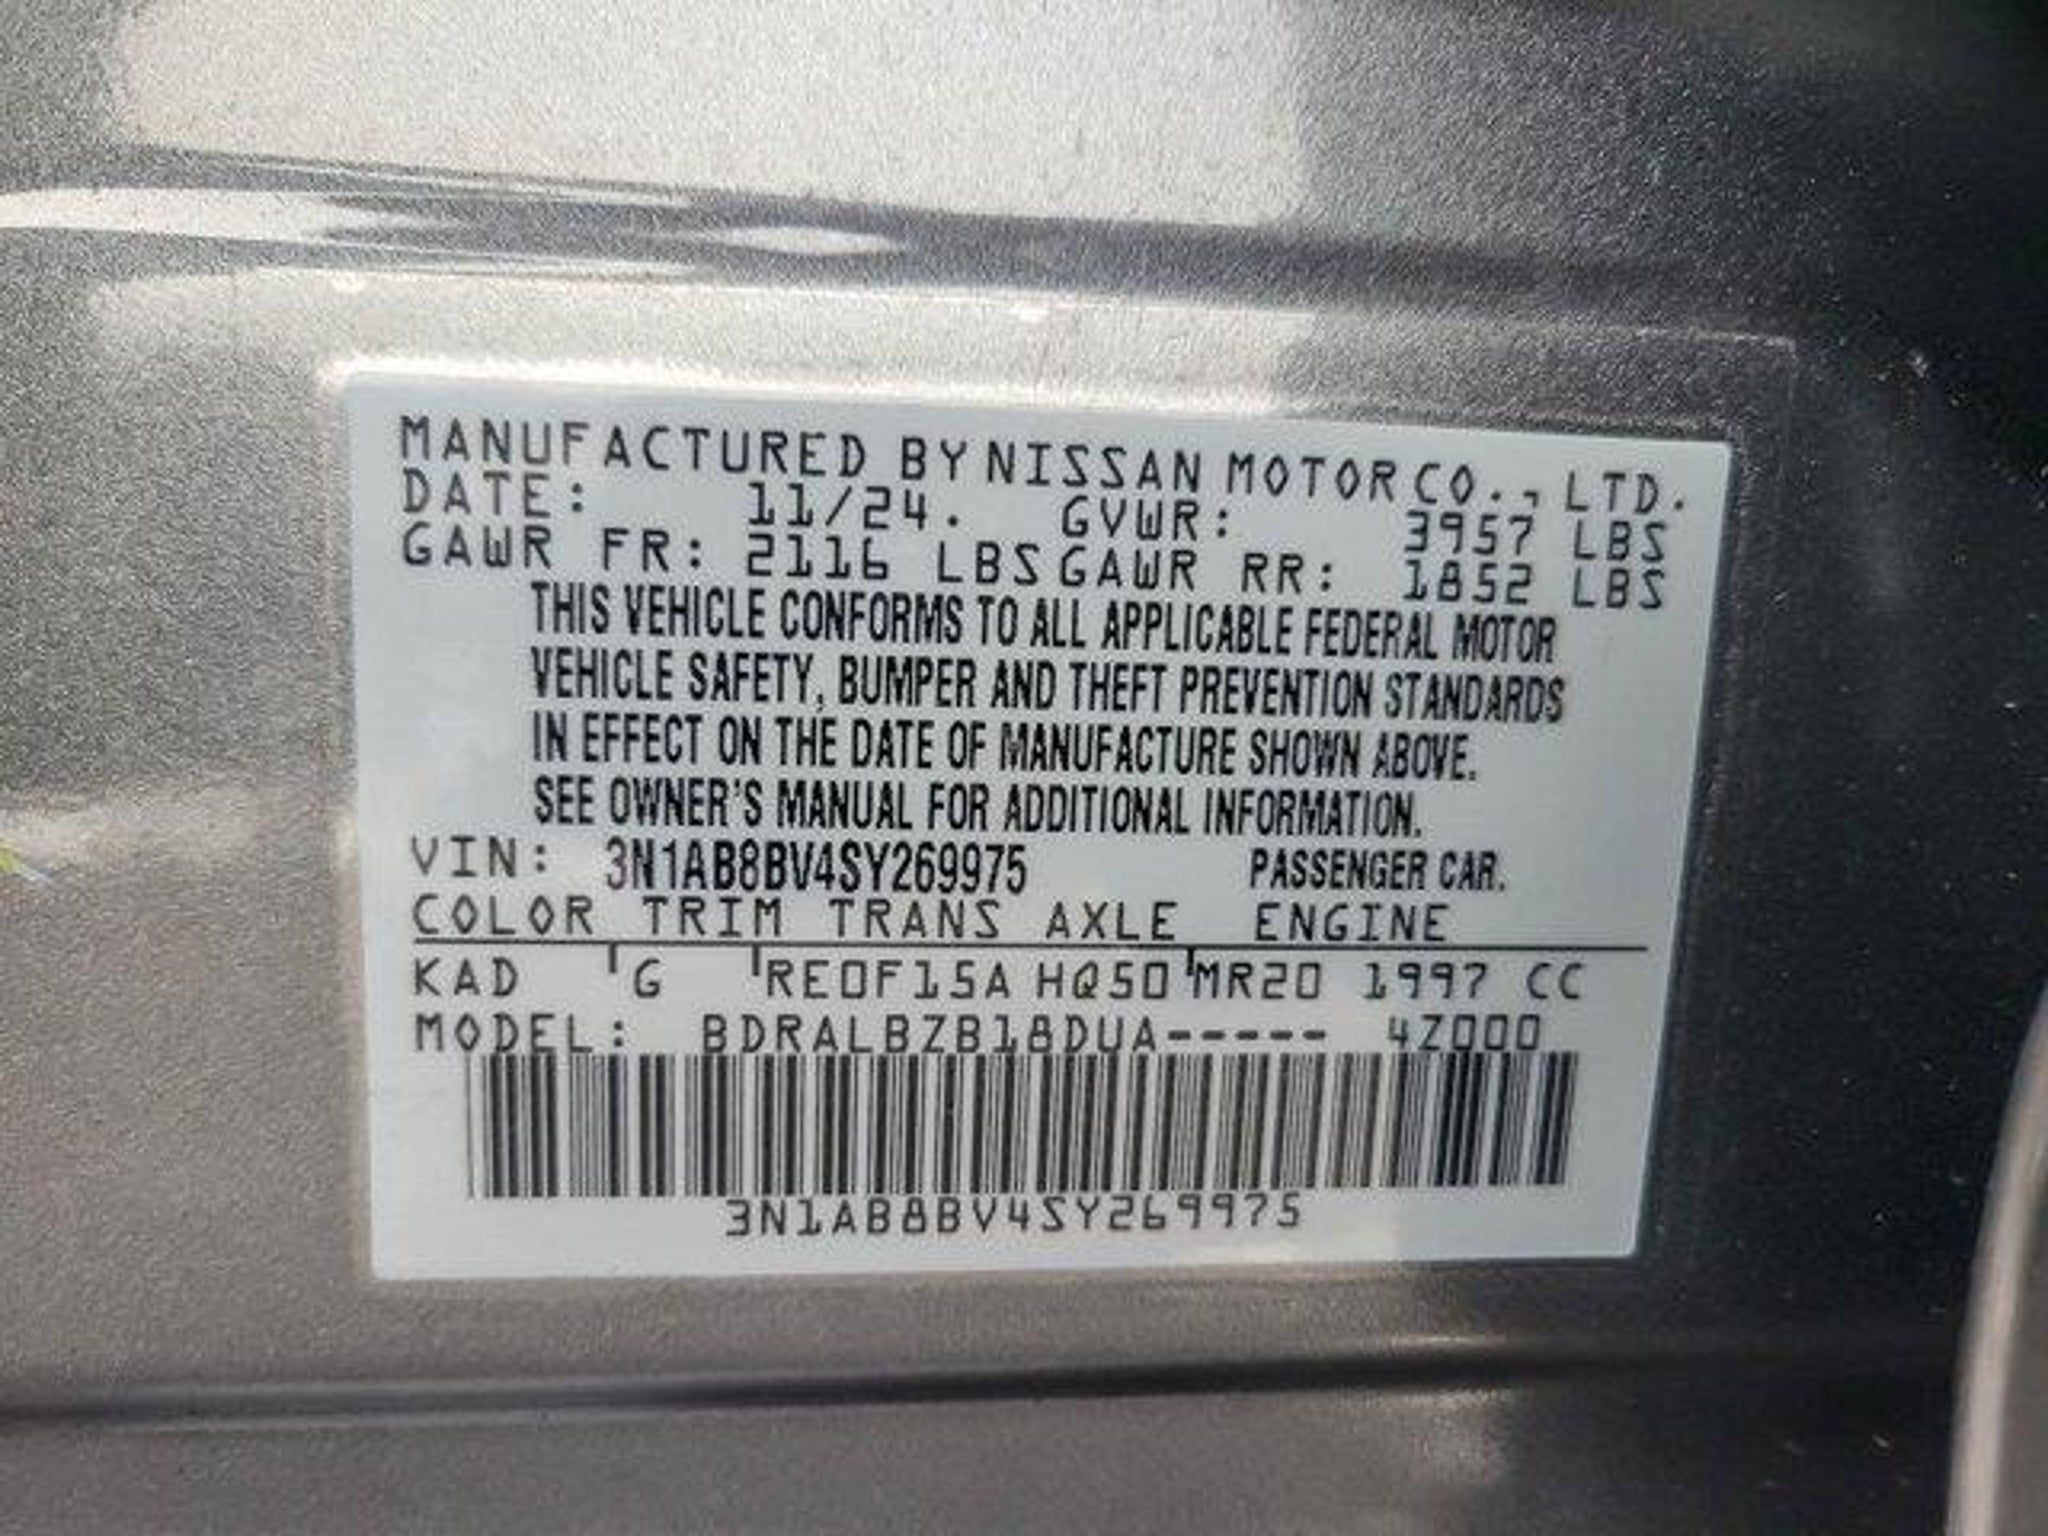 MANUFACTURED BY NISSAN MOTOR CO., LTD.
DATE: 11/24. GVWR: 3957 LBS
GAWR FR: 2116 LBS GAWR RR: 1852 LBS
THIS VEHICLE CONFORMS TO ALL APPLICABLE FEDERAL MOTOR
VEHICLE SAFETY, BUMPER AND THEFT PREVENTION STANDARDS
IN EFFECT ON THE DATE OF MANUFACTURE SHOWN ABOVE.
SEE OWNER'S MANUAL FOR ADDITIONAL INFORMATION.
VIN: 3N1AB8BV4SY269975 PASSENGER CAR.
COLOR TRIM TRANS AXLE ENGINE
KAD G RE0F15A HQ50 MR20 1997 CC
MODEL: BDRALBZB18DUA----- 4Z000
3N1AB8BV4SY269975